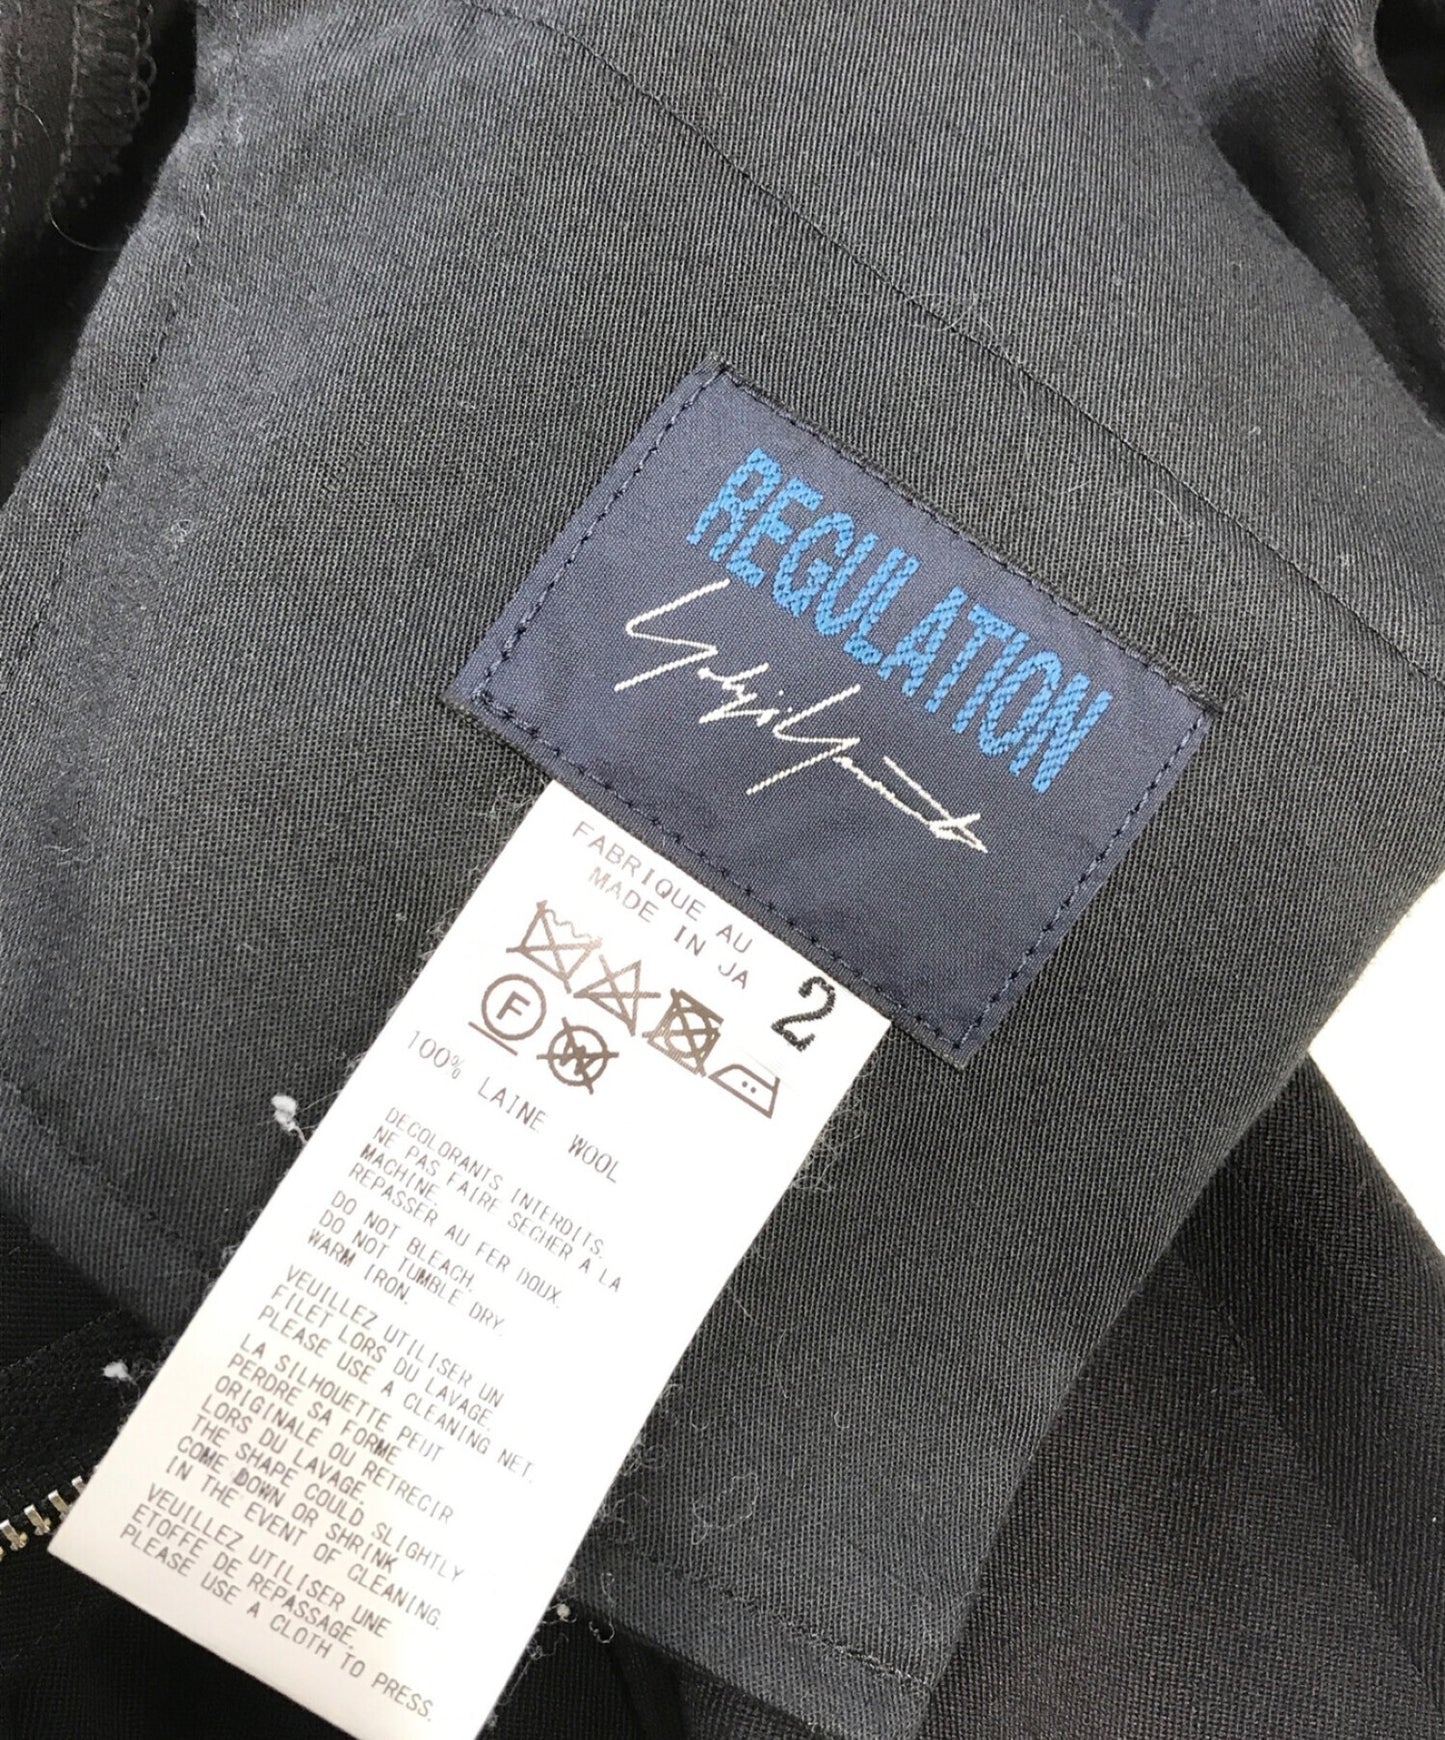 REGULATION
Yohji Yamamoto
FABRIQUE AU
MADE IN JA
2
F
W
100% LAINE WOOL
DECOLORANTS INTERDITS.
NE PAS FAIRE SECHER A LA
MACHINE.
REPASSER AU FER DOUX.
DO NOT BLEACH.
DO NOT TUMBLE DRY.
WARM IRON.
VEUILLEZ UTILISER UN
FILET LORS DU LAVAGE.
PLEASE USE A CLEANING NET.
LA SILHOUETTE PEUT
PERDRE SA FORME
ORIGINALE OU RETRECIR
LORS DU LAVAGE.
THE SHAPE COULD SLIGHTLY
COME DOWN OR SHRINK
IN THE EVENT OF CLEANING.
VEUILLEZ UTILISER UNE
ETOFFE DE REPASSAGE.
PLEASE USE A CLOTH TO PRESS.